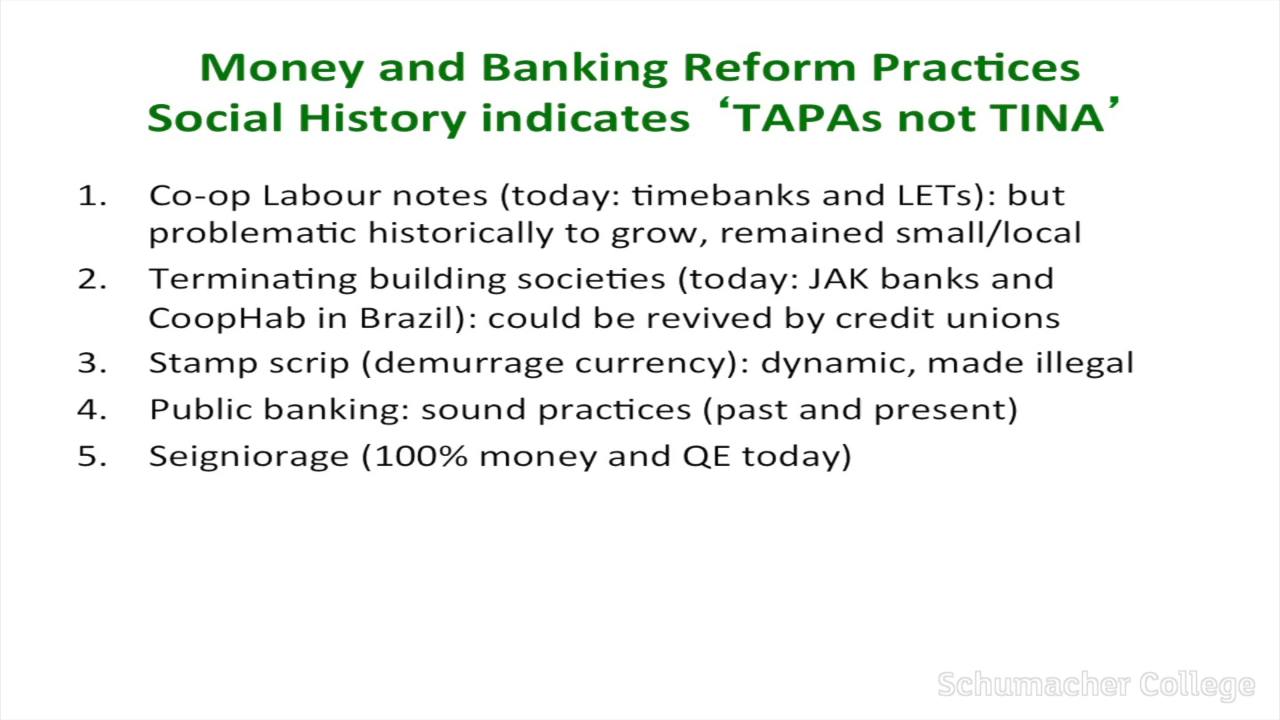 Money and Banking Reform Practices
Social History indicates ‘TAPAs not TINA’
1. Co-op Labour notes (today: timebanks and LETs): but
problematic historically to grow, remained small/local
2. Terminating building societies (today: JAK banks and
CoopHab in Brazil): could be revived by credit unions
3. Stamp scrip (demurrage currency): dynamic, made illegal
4. Public banking: sound practices (past and present)
5. Seigniorage (100% money and QE today)
Schumacher College